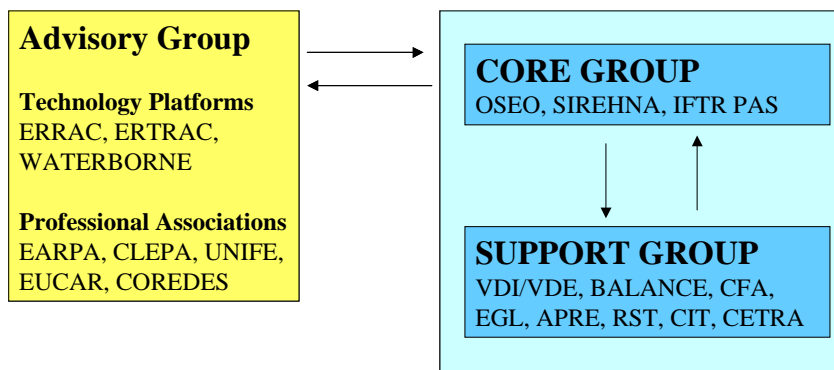 Advisory Group
Technology Platforms
ERRAC, ERTRAC,
WATERBORNE
Professional Associations
EARPA, CLEPA, UNIFE,
EUCAR, COREDES
CORE GROUP
OSEO, SIREHNA, IFTR PAS
SUPPORT GROUP
VDI/VDE, BALANCE, CFA,
EGL, APRE, RST, CIT, CETRA